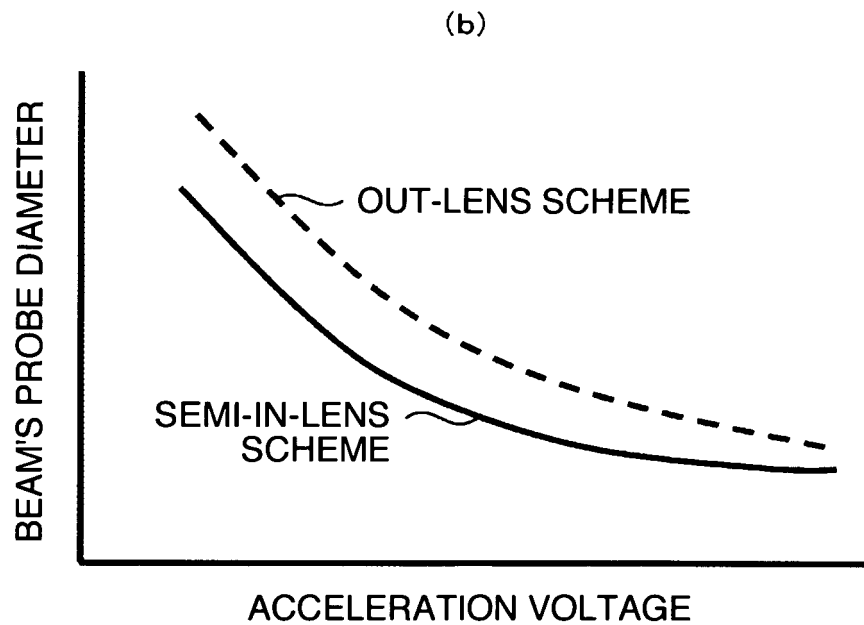 (b)
BEAM'S PROBE DIAMETER
OUT-LENS SCHEME
SEMI-IN-LENS
SCHEME
ACCELERATION VOLTAGE